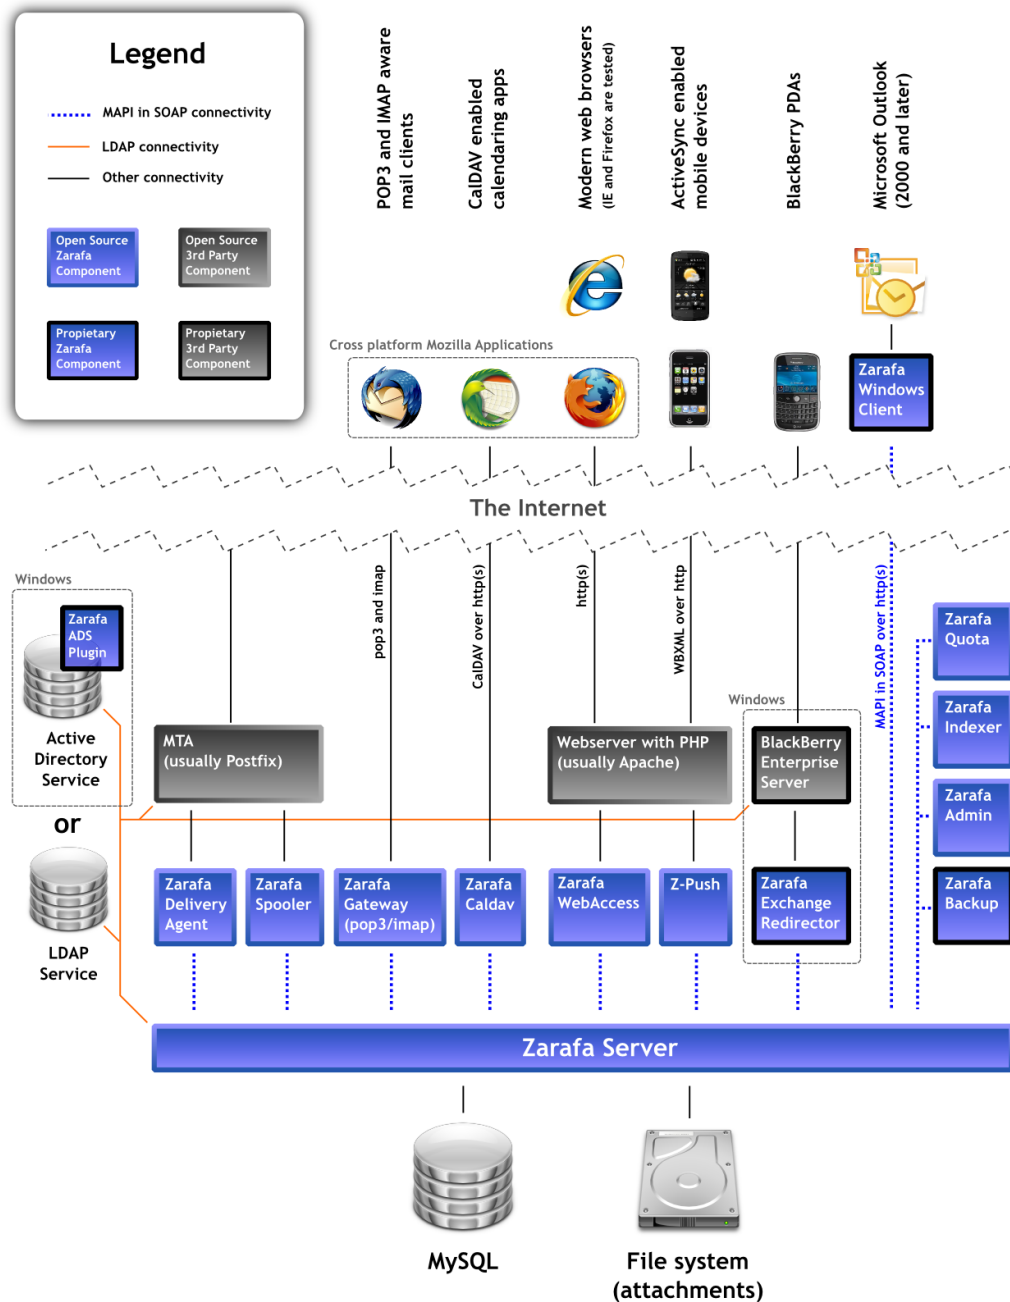 Legend
MAPI in SOAP connectivity
LDAP connectivity
Other connectivity
Open Source
Zarafa
Component
Open Source
3rd Party
Component
Propietary
Zarafa
Component
Propietary
3rd Party
Component
POP3 and IMAP aware
mail clients
CalDAV enabled
calendaring apps
Modern web browsers
(IE and Firefox are tested)
ActiveSync enabled
mobile devices
BlackBerry PDAs
Microsoft Outlook
(2000 and later)
Cross platform Mozilla Applications
Zarafa
Windows
Client
The Internet
pop3 and imap
CalDAV over http(s)
http(s)
WBXML over http
MAPI in SOAP over http(s)
Windows
Zarafa
ADS
Plugin
Active
Directory
Service
or
LDAP
Service
MTA
(usually Postfix)
Webserver with PHP
(usually Apache)
Windows
BlackBerry
Enterprise
Server
Zarafa
Quota
Zarafa
Indexer
Zarafa
Admin
Zarafa
Backup
Zarafa
Delivery
Agent
Zarafa
Spooler
Zarafa
Gateway
(pop3/imap)
Zarafa
Caldav
Zarafa
WebAccess
Z-Push
Zarafa
Exchange
Redirector
Zarafa Server
MySQL
File system
(attachments)